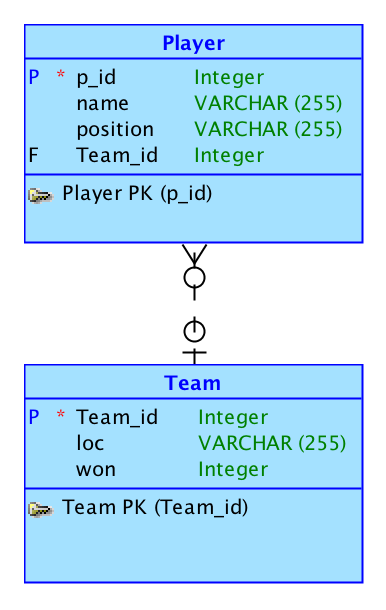 Player
P * p_id Integer
name VARCHAR (255)
position VARCHAR (255)
F Team_id Integer
Player PK (p_id)
Team
P * Team_id Integer
loc VARCHAR (255)
won Integer
Team PK (Team_id)